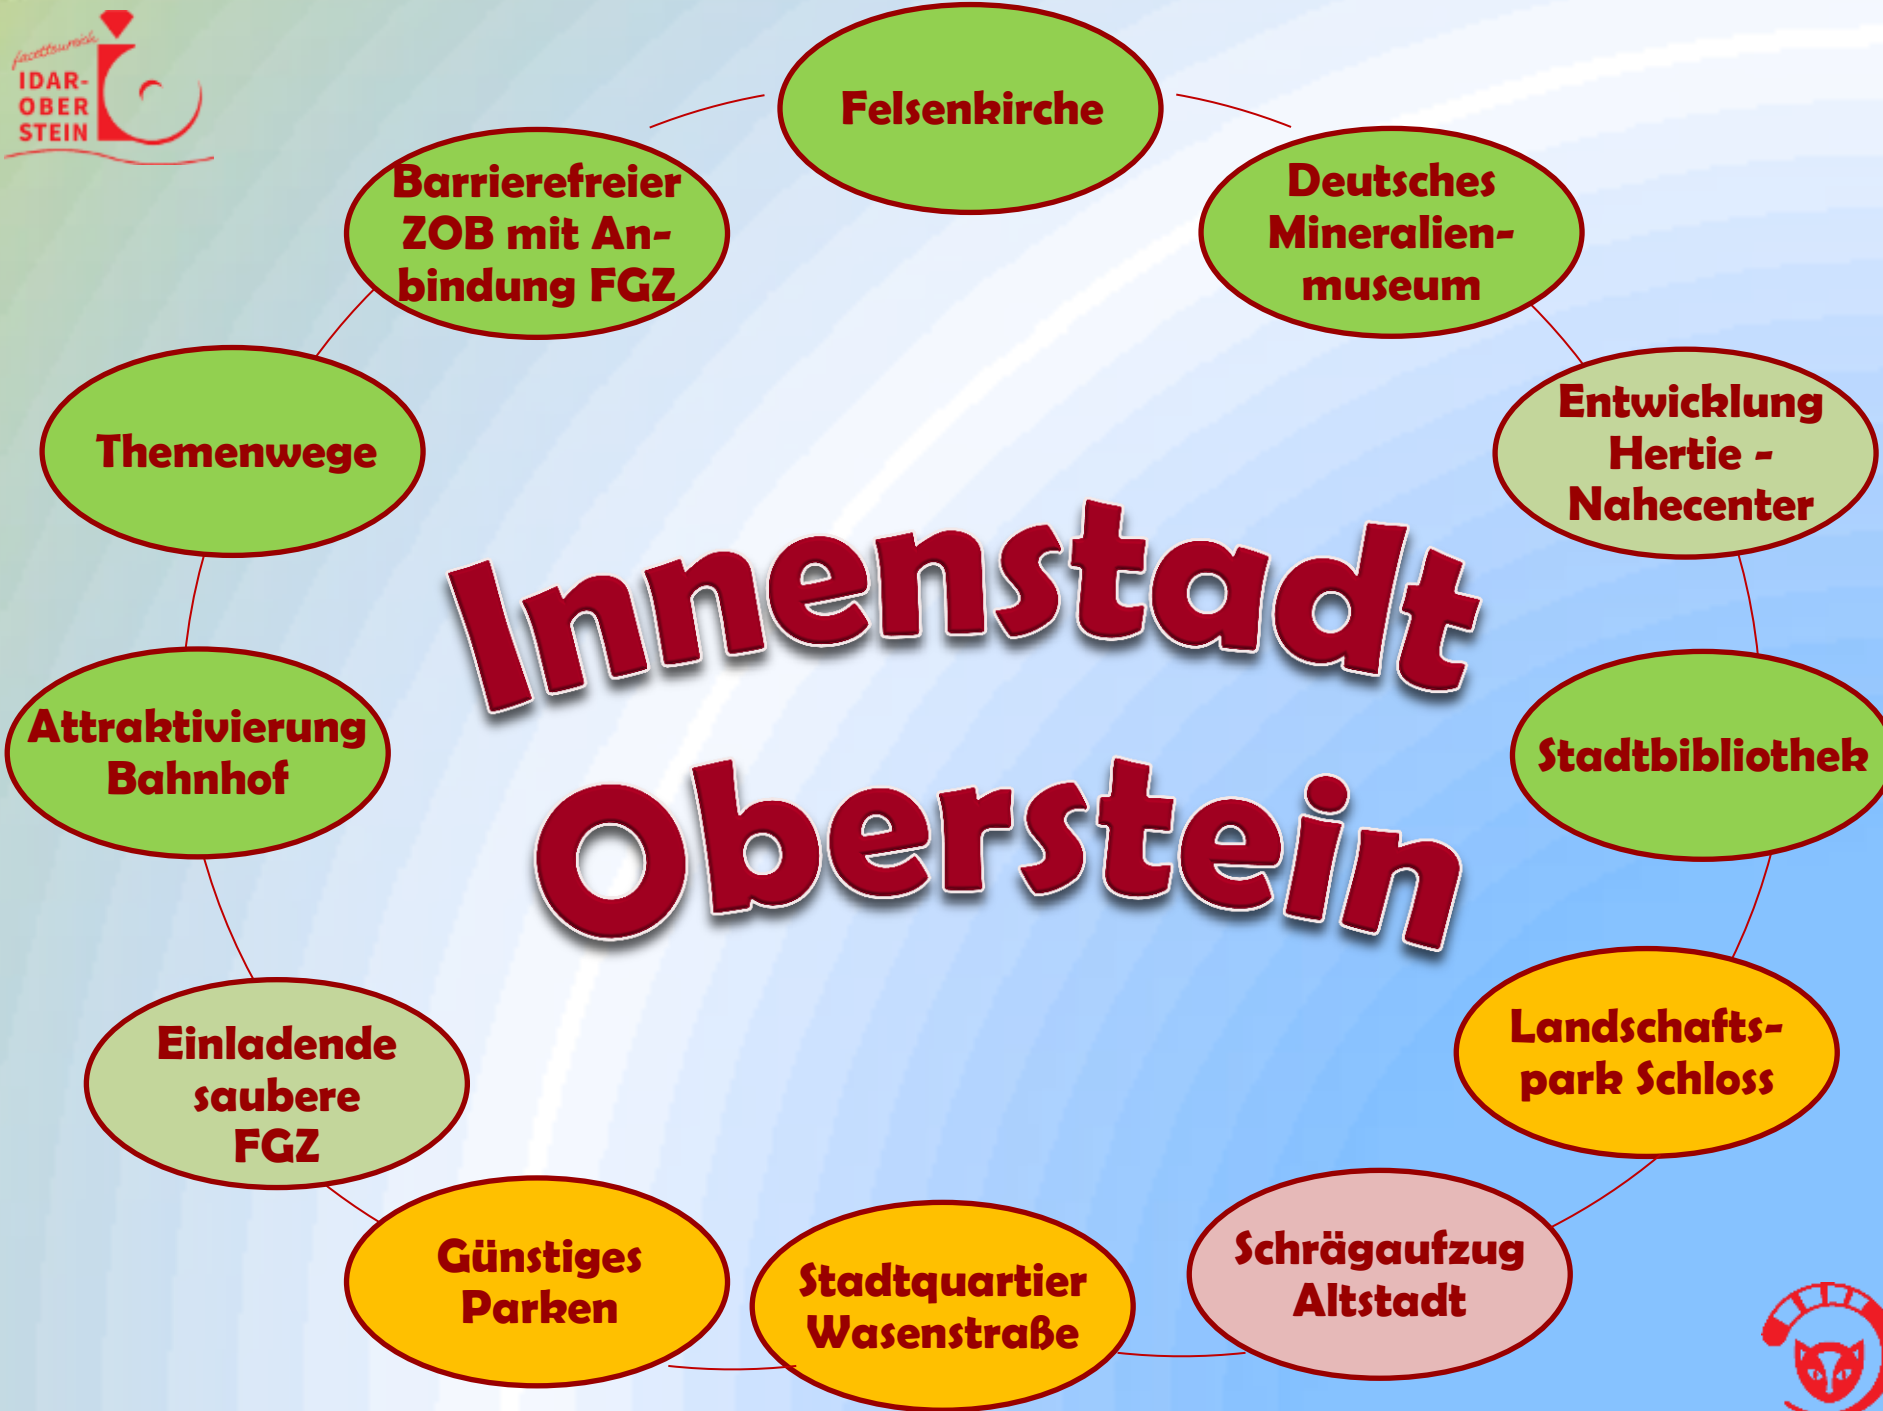 facettenreich
IDAR-
OBER
STEIN
Felsenkirche
Deutsches
Mineralien-
museum
Entwicklung
Hertie -
Nahecenter
Stadtbibliothek
Landschafts-
park Schloss
Schrägaufzug
Altstadt
Stadtquartier
Wasenstraße
Günstiges
Parken
Einladende
saubere
FGZ
Attraktivierung
Bahnhof
Themenwege
Barrierefreier
ZOB mit An-
bindung FGZ
Innenstadt
Oberstein